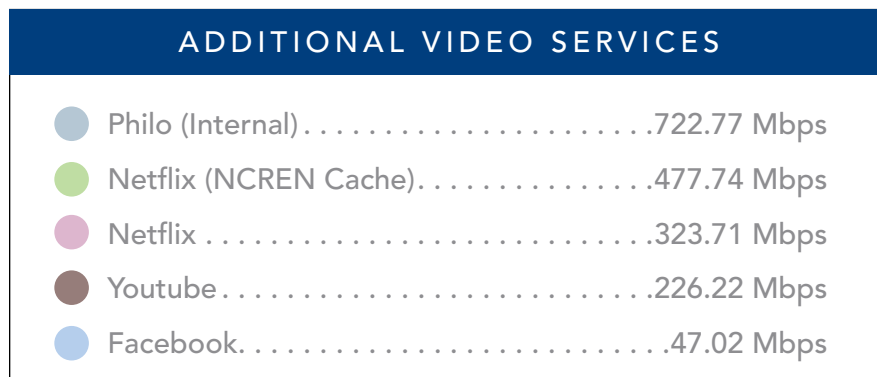 ADDITIONAL VIDEO SERVICES
Philo (Internal) . . . . . . . . . . . . . . . . . . . . . . . . . .722.77 Mbps
Netflix (NCREN Cache). . . . . . . . . . . . . . . . . .477.74 Mbps
Netflix . . . . . . . . . . . . . . . . . . . . . . . . . . . . . . . . . .323.71 Mbps
Youtube . . . . . . . . . . . . . . . . . . . . . . . . . . . . . . . .226.22 Mbps
Facebook. . . . . . . . . . . . . . . . . . . . . . . . . . . . . . . .47.02 Mbps